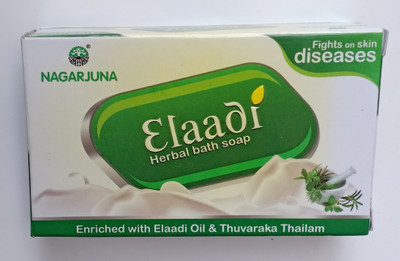 Fights on skin
diseases
®
NAGARJUNA
Elaadi
Herbal bath soap
Enriched with Elaadi Oil & Thuvaraka Thailam